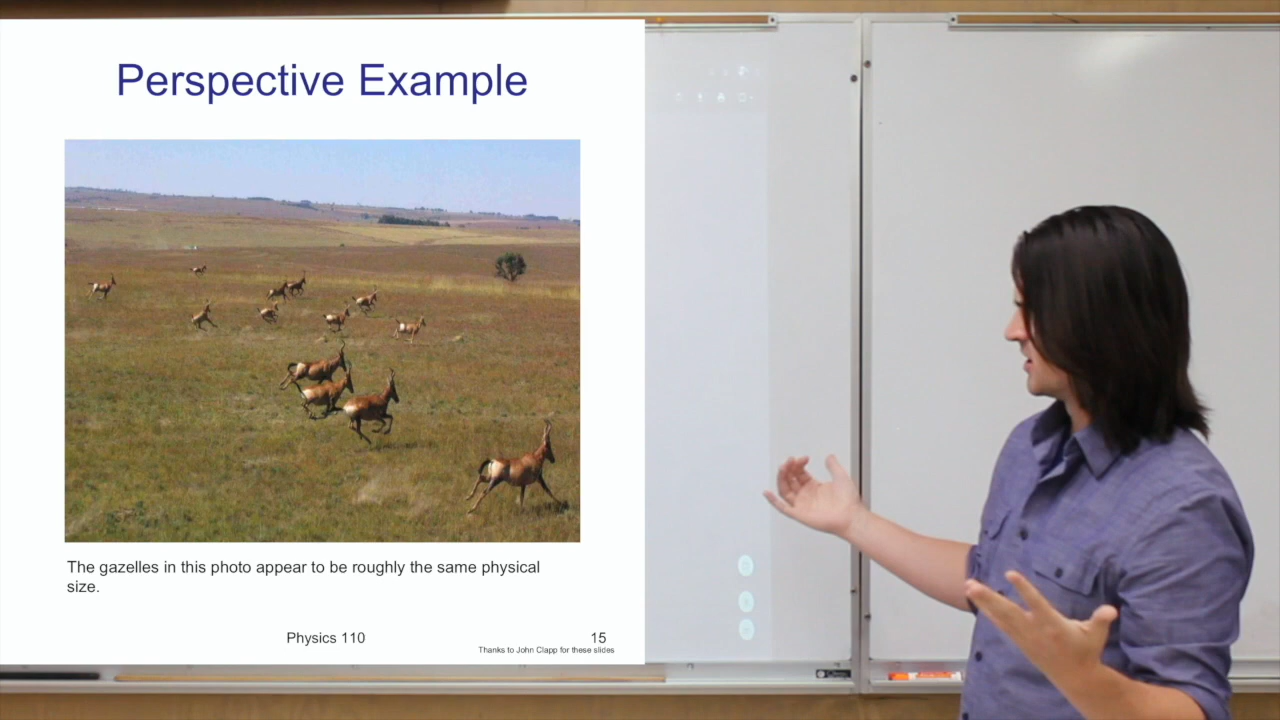 Perspective Example
The gazelles in this photo appear to be roughly the same physical
size.
Physics 110
15
Thanks to John Clapp for these slides